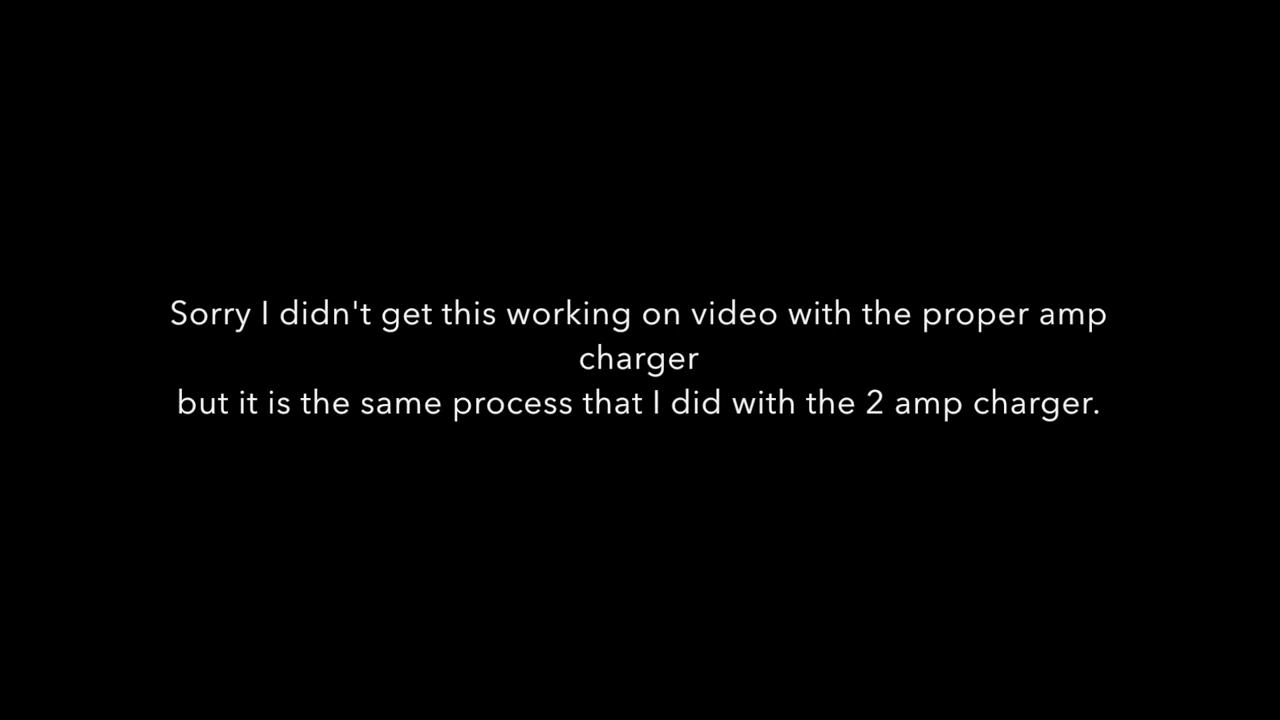 Sorry I didn't get this working on video with the proper amp
charger
but it is the same process that I did with the 2 amp charger.